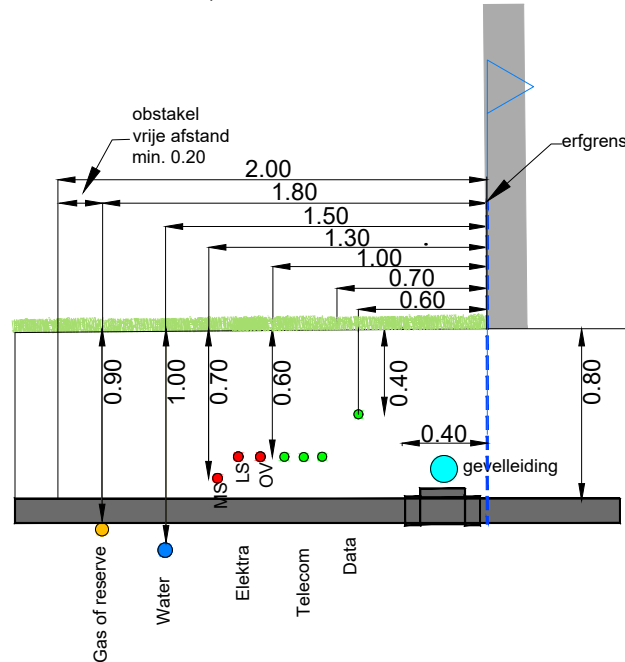 obstakel
vrije afstand
min. 0.20
erfgrens
2.00
1.80
1.50
1.30
1.00
0.70
0.60
0.90
1.00
0.70
0.60
0.40
0.80
0.40
gevelleiding
MS
LS
OV
Gas of reserve
Water
Elektra
Telecom
Data